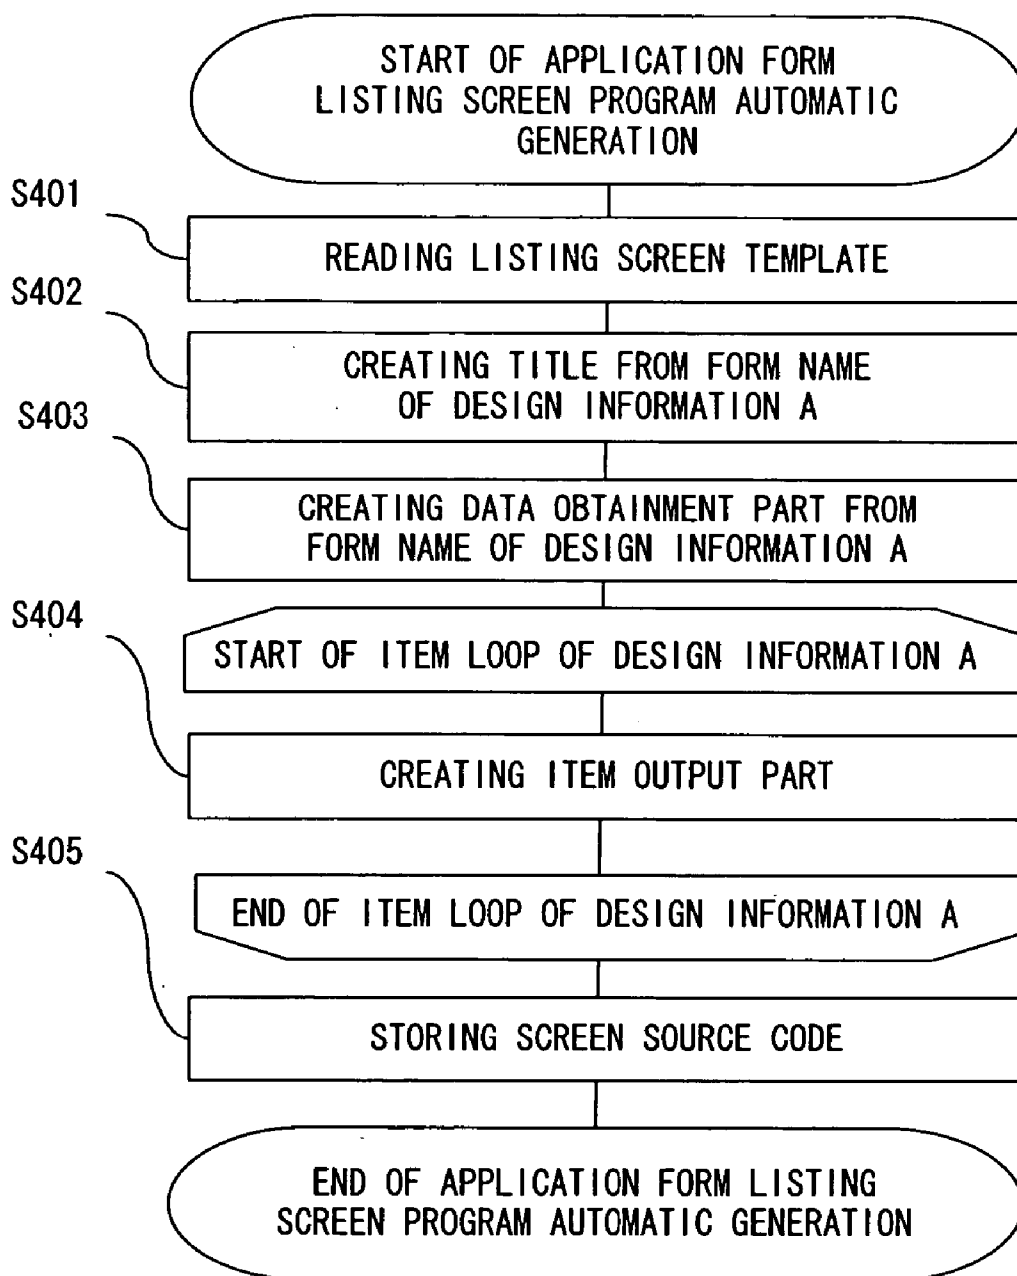 START OF APPLICATION FORM
LISTING SCREEN PROGRAM AUTOMATIC
GENERATION
S401
READING LISTING SCREEN TEMPLATE
S402
CREATING TITLE FROM FORM NAME
OF DESIGN INFORMATION A
S403
CREATING DATA OBTAINMENT PART FROM
FORM NAME OF DESIGN INFORMATION A
S404
START OF ITEM LOOP OF DESIGN INFORMATION A
CREATING ITEM OUTPUT PART
S405
END OF ITEM LOOP OF DESIGN INFORMATION A
STORING SCREEN SOURCE CODE
END OF APPLICATION FORM LISTING
SCREEN PROGRAM AUTOMATIC GENERATION